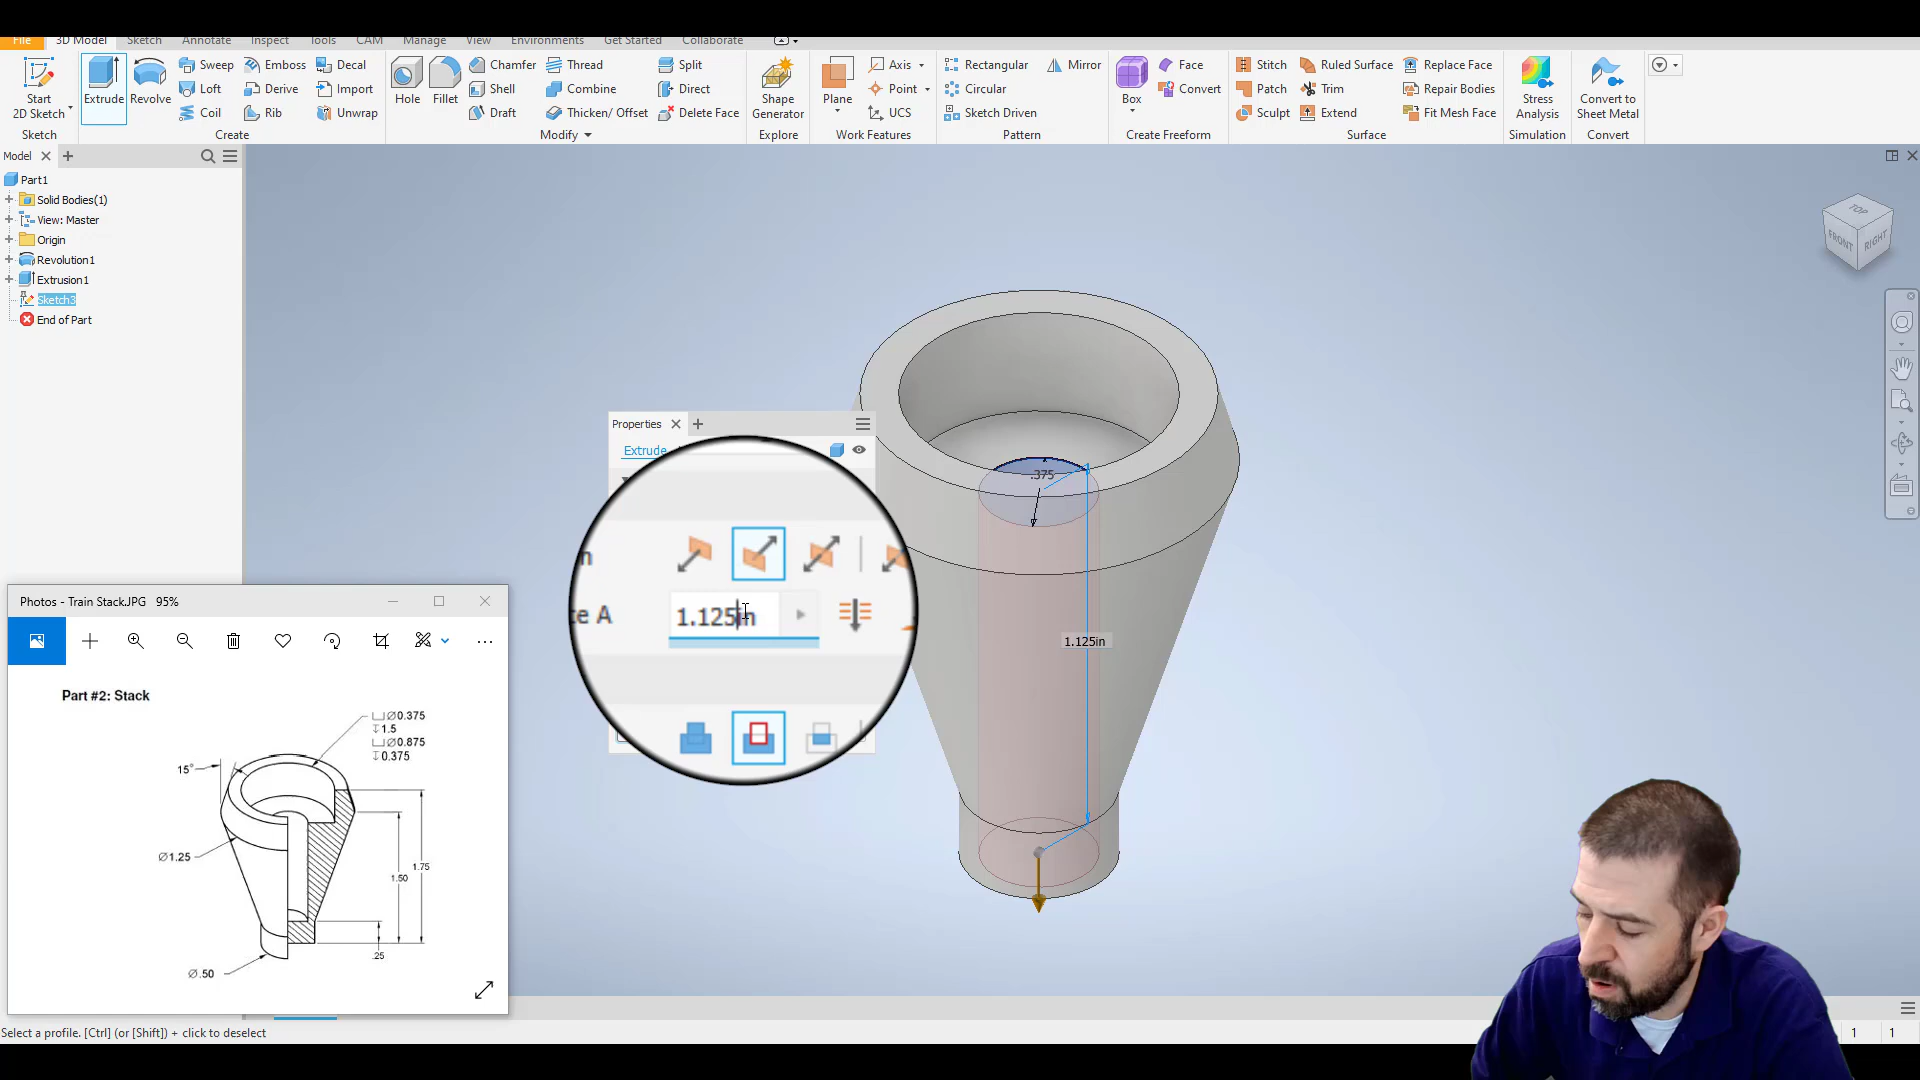 File 3D Model Sketch Annotate Inspect Tools CAM Manage View Environments Get Started Collaborate
Start 2D Sketch
Extrude
Revolve
Sweep
Loft
Coil
Emboss
Derive
Rib
Decal
Import
Unwrap
Hole
Fillet
Chamfer
Shell
Draft
Thread
Combine
Thicken/ Offset
Split
Direct
Delete Face
Shape Generator
Plane
Axis
Point
UCS
Rectangular
Circular
Sketch Driven
Mirror
Box
Face
Convert
Stitch
Patch
Sculpt
Ruled Surface
Trim
Extend
Replace Face
Repair Bodies
Fit Mesh Face
Stress Analysis
Convert to Sheet Metal
Sketch Create Modify Explore Work Features Pattern Create Freeform Surface Simulation Convert
Model
Part1
Solid Bodies(1)
View: Master
Origin
Revolution1
Extrusion1
Sketch3
End of Part
TOP
FRONT
RIGHT
Properties
Extrude
n
te A
1.125in
.375
1.125in
Photos - Train Stack.JPG 95%
Part #2: Stack
⌴Ø0.375
↧1.5
⌴Ø0.875
↧0.375
15°
Ø1.25
1.75
1.50
.25
Ø.50
Select a profile. [Ctrl] (or [Shift]) + click to deselect
1 1